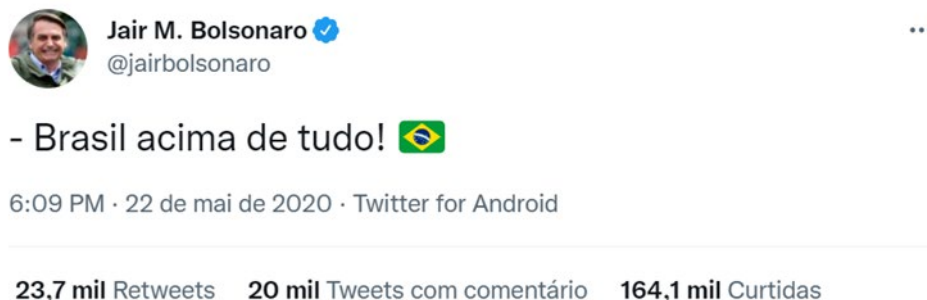 Jair M. Bolsonaro
@jairbolsonaro
- Brasil acima de tudo!
6:09 PM · 22 de mai de 2020 · Twitter for Android
23,7 mil Retweets 20 mil Tweets com comentário 164,1 mil Curtidas